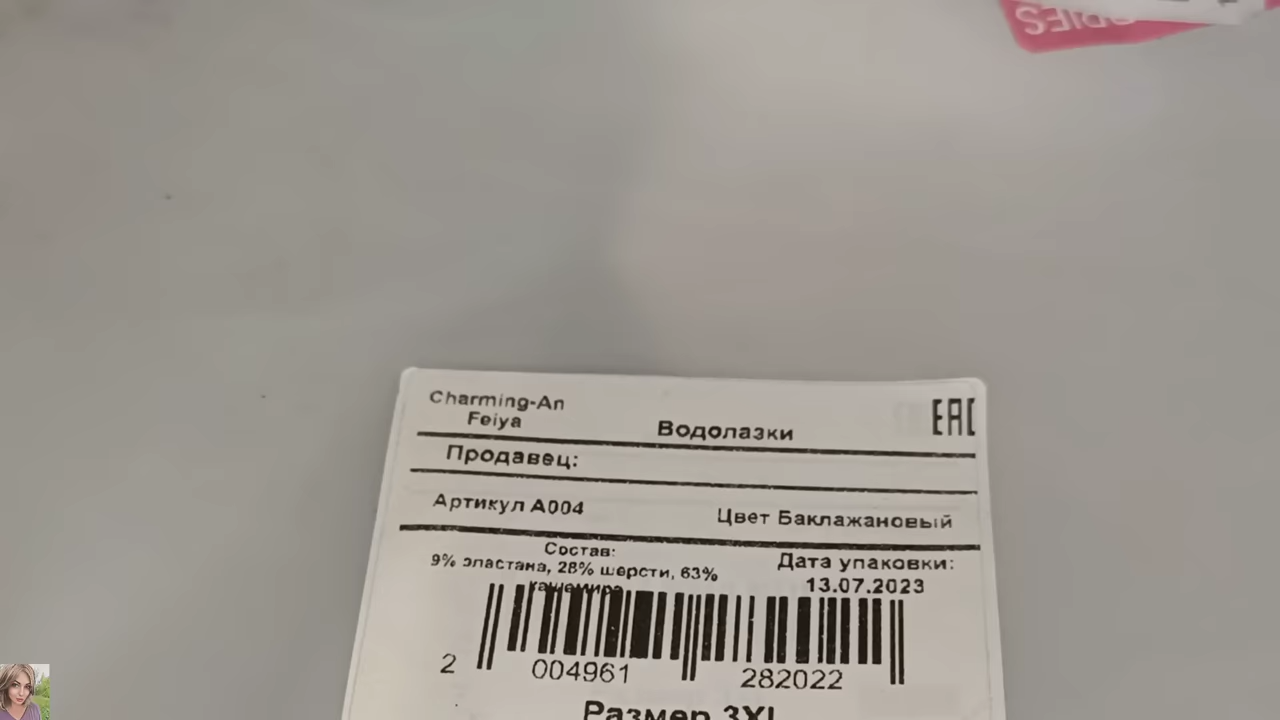 Charming-An
Feiya
Водолазки
EAC
Продавец:
Артикул A004
Цвет Баклажановый
Состав:
9% эластана, 28% шерсти, 63%
кашемира
Дата упаковки:
13.07.2023
2 004961 282022
Размер 3XL